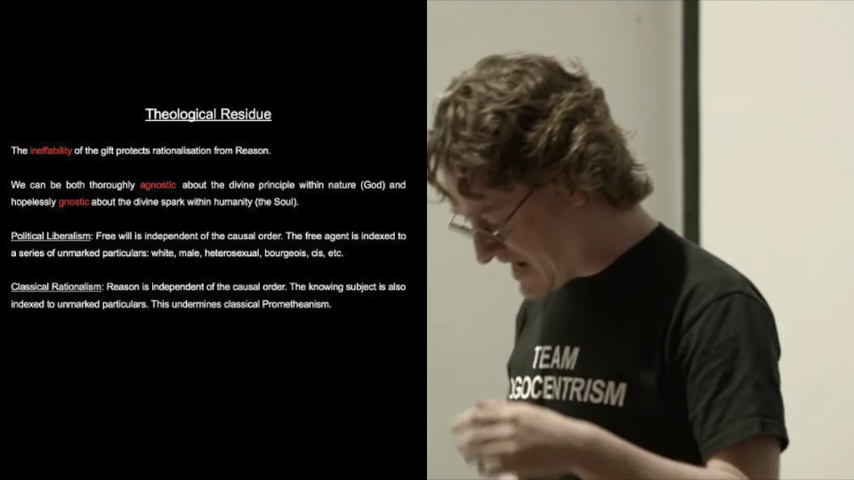 Theological Residue
The ineffability of the gift protects rationalisation from Reason.
We can be both thoroughly agnostic about the divine principle within nature (God) and
hopelessly gnostic about the divine spark within humanity (the Soul).
Political Liberalism: Free will is independent of the causal order. The free agent is indexed to
a series of unmarked particulars: white, male, heterosexual, bourgeois, cis, etc.
Classical Rationalism: Reason is independent of the causal order. The knowing subject is also
indexed to unmarked particulars. This undermines classical Prometheanism.
TEAM
OGOCENTRISM